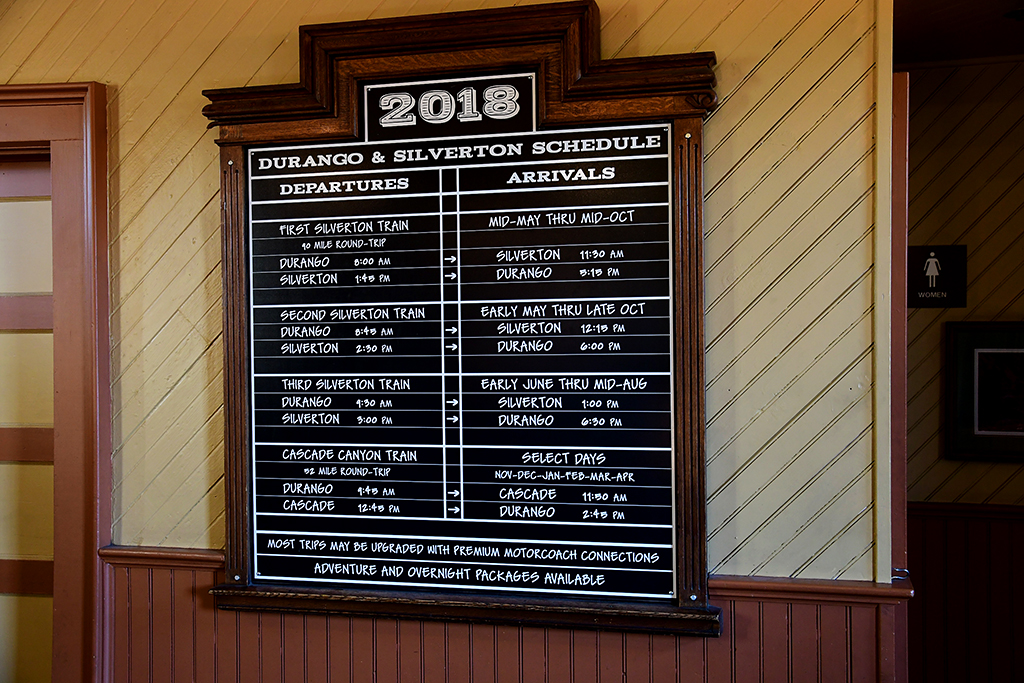 2018
DURANGO & SILVERTON SCHEDULE
DEPARTURES ARRIVALS
FIRST SILVERTON TRAIN MID-MAY THRU MID-OCT
90 MILE ROUND-TRIP
DURANGO 8:00 AM → SILVERTON 11:30 AM
SILVERTON 1:45 PM → DURANGO 5:15 PM
SECOND SILVERTON TRAIN EARLY MAY THRU LATE OCT
DURANGO 8:45 AM → SILVERTON 12:15 PM
SILVERTON 2:30 PM → DURANGO 6:00 PM
THIRD SILVERTON TRAIN EARLY JUNE THRU MID-AUG
DURANGO 9:30 AM → SILVERTON 1:00 PM
SILVERTON 3:00 PM → DURANGO 6:30 PM
CASCADE CANYON TRAIN SELECT DAYS
52 MILE ROUND-TRIP NOV-DEC-JAN-FEB-MAR-APR
DURANGO 9:45 AM → CASCADE 11:50 AM
CASCADE 12:45 PM → DURANGO 2:45 PM
MOST TRIPS MAY BE UPGRADED WITH PREMIUM MOTORCOACH CONNECTIONS
ADVENTURE AND OVERNIGHT PACKAGES AVAILABLE
WOMEN